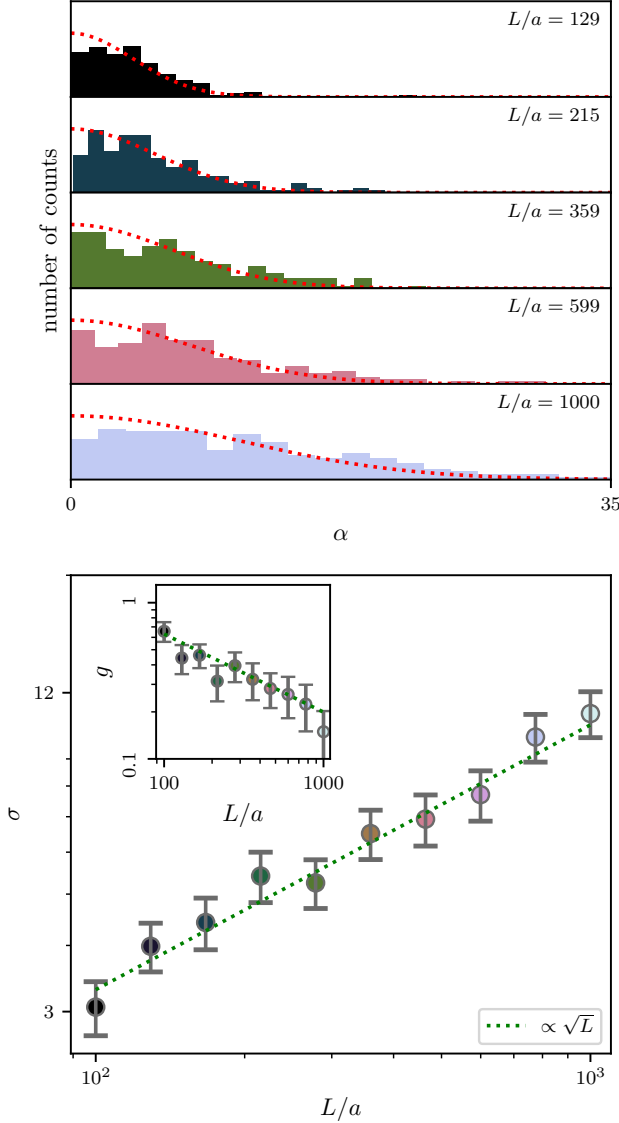 L/a = 129
L/a = 215
L/a = 359
L/a = 599
L/a = 1000
number of counts
0 35
α
1
0.1
g
100 1000
L/a
12
3
σ
∝ √L
10² 10³
L/a